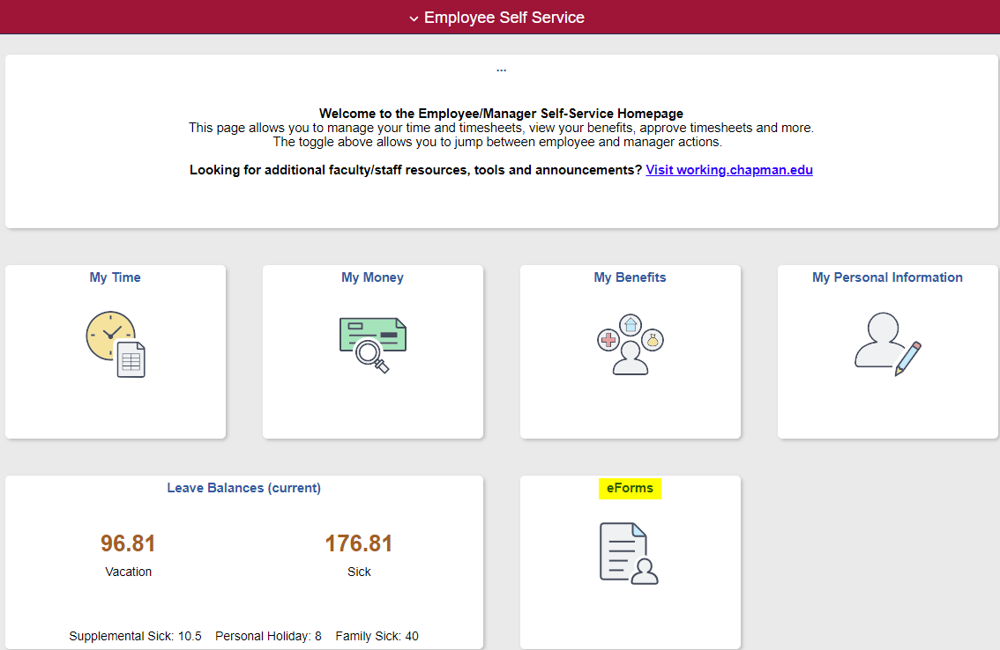 Employee Self Service
...
Welcome to the Employee/Manager Self-Service Homepage
This page allows you to manage your time and timesheets, view your benefits, approve timesheets and more.
The toggle above allows you to jump between employee and manager actions.
Looking for additional faculty/staff resources, tools and announcements? Visit working.chapman.edu
My Time
My Money
My Benefits
My Personal Information
Leave Balances (current)
96.81
Vacation
176.81
Sick
Supplemental Sick: 10.5 Personal Holiday: 8 Family Sick: 40
eForms